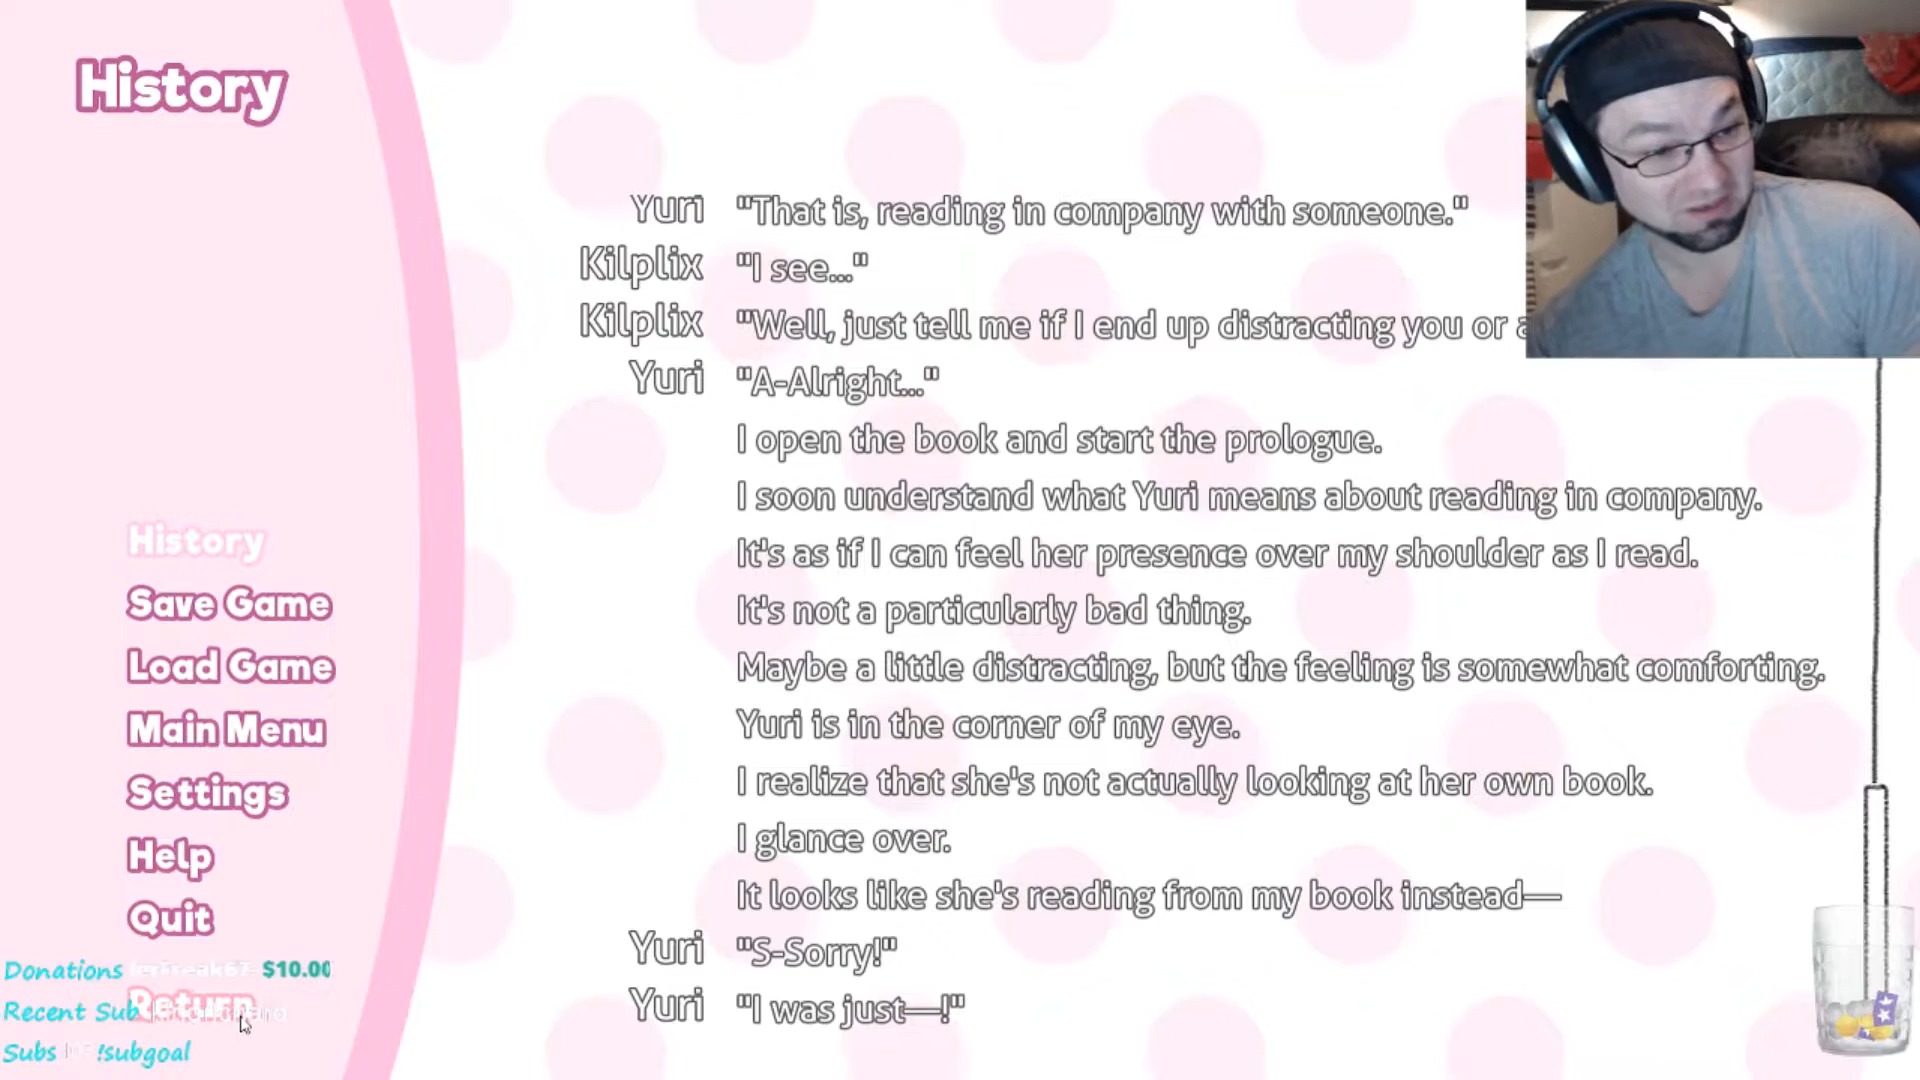 History
Yuri "That is, reading in company with someone."
Kilplix "I see..."
Kilplix "Well, just tell me if I end up distracting you or
Yuri "A-Alright..."
I open the book and start the prologue.
I soon understand what Yuri means about reading in company.
It's as if I can feel her presence over my shoulder as I read.
It's not a particularly bad thing.
Maybe a little distracting, but the feeling is somewhat comforting.
Yuri is in the corner of my eye.
I realize that she's not actually looking at her own book.
I glance over.
It looks like she's reading from my book instead—
Yuri "S-Sorry!"
Yuri "I was just—!"
History
Save Game
Load Game
Main Menu
Settings
Help
Quit
Donations $10.00
Return
Recent Sub
Subs !subgoal